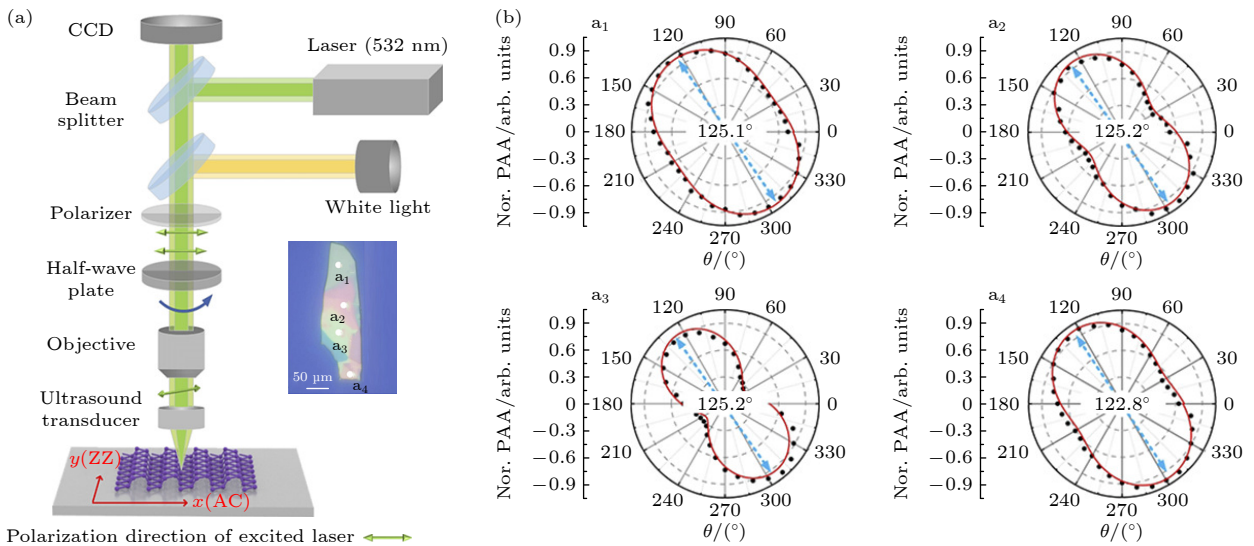 (a)
CCD
Laser (532 nm)
Beam
splitter
White light
Polarizer
Half-wave
plate
Objective
Ultrasound
transducer
a1
a2
a3
a4
50 µm
y(ZZ)
x(AC)
Polarization direction of excited laser
(b)
a1
Nor. PAA/arb. units
0.9
0.6
0.3
0
−0.3
−0.6
−0.9
90
120
60
150
30
180
0
210
330
240
300
270
125.1°
θ/(°)
a2
Nor. PAA/arb. units
0.9
0.6
0.3
0
−0.3
−0.6
−0.9
90
120
60
150
30
180
0
210
330
240
300
270
125.2°
θ/(°)
a3
Nor. PAA/arb. units
0.9
0.6
0.3
0
−0.3
−0.6
−0.9
90
120
60
150
30
180
0
210
330
240
300
270
125.2°
θ/(°)
a4
Nor. PAA/arb. units
0.9
0.6
0.3
0
−0.3
−0.6
−0.9
90
120
60
150
30
180
0
210
330
240
300
270
122.8°
θ/(°)